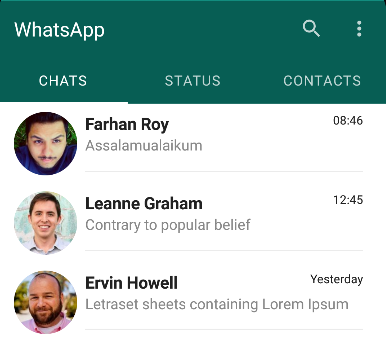 WhatsApp
CHATS STATUS CONTACTS
Farhan Roy 08:46
Assalamualaikum
Leanne Graham 12:45
Contrary to popular belief
Ervin Howell Yesterday
Letraset sheets containing Lorem Ipsum